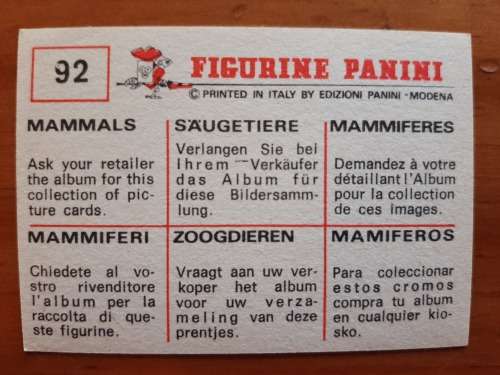 92
FIGURINE PANINI
© PRINTED IN ITALY BY EDIZIONI PANINI - MODENA
MAMMALS
Ask your retailer
the album for this
collection of pic-
ture cards.
SÄUGETIERE
Verlangen Sie bei
Ihrem Verkäufer
das Album für
diese Bildersamm-
lung.
MAMMIFERES
Demandez à votre
détaillant l'Album
pour la collection
de ces images.
MAMMIFERI
Chiedete al vo-
stro rivenditore
l'album per la
raccolta di que-
ste figurine.
ZOOGDIEREN
Vraagt aan uw ver-
koper het album
voor uw verza-
meling van deze
prentjes.
MAMIFEROS
Para coleccionar
estos cromos
compra tu album
en cualquier kio-
sko.